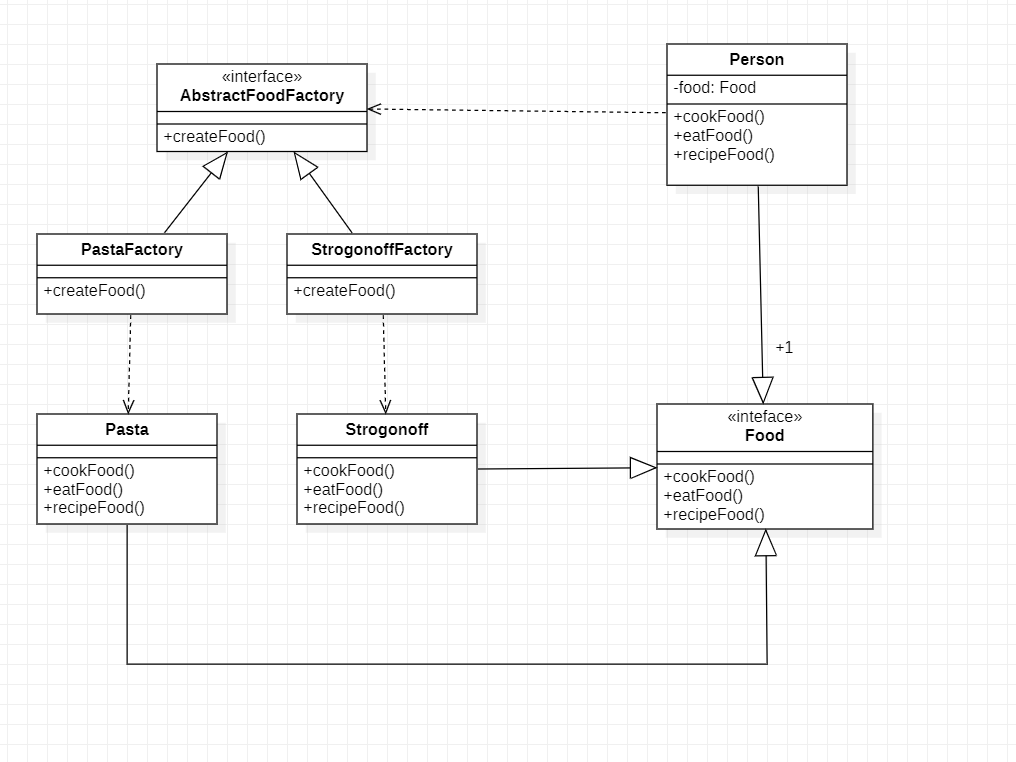 «interface»
AbstractFoodFactory
+createFood()
Person
-food: Food
+cookFood()
+eatFood()
+recipeFood()
PastaFactory
+createFood()
StrogonoffFactory
+createFood()
+1
Pasta
+cookFood()
+eatFood()
+recipeFood()
Strogonoff
+cookFood()
+eatFood()
+recipeFood()
«inteface»
Food
+cookFood()
+eatFood()
+recipeFood()